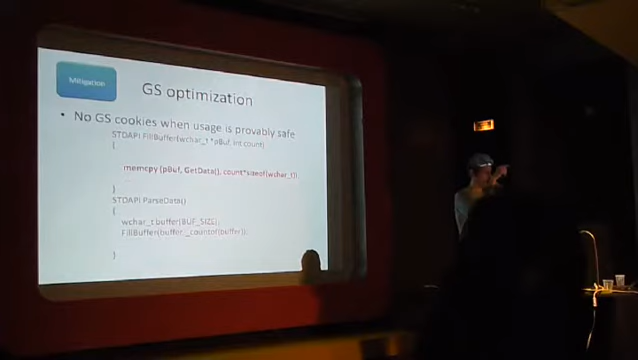 Mitigation
GS optimization
• No GS cookies when usage is provably safe
STDAPI FillBuffer(wchar_t *pBuf, int count)
{
memcpy (pBuf, GetData(), count*sizeof(wchar_t));
}
STDAPI ParseData()
{
wchar_t buffer(BUF_SIZE);
FillBuffer(buffer, _countof(buffer));
}